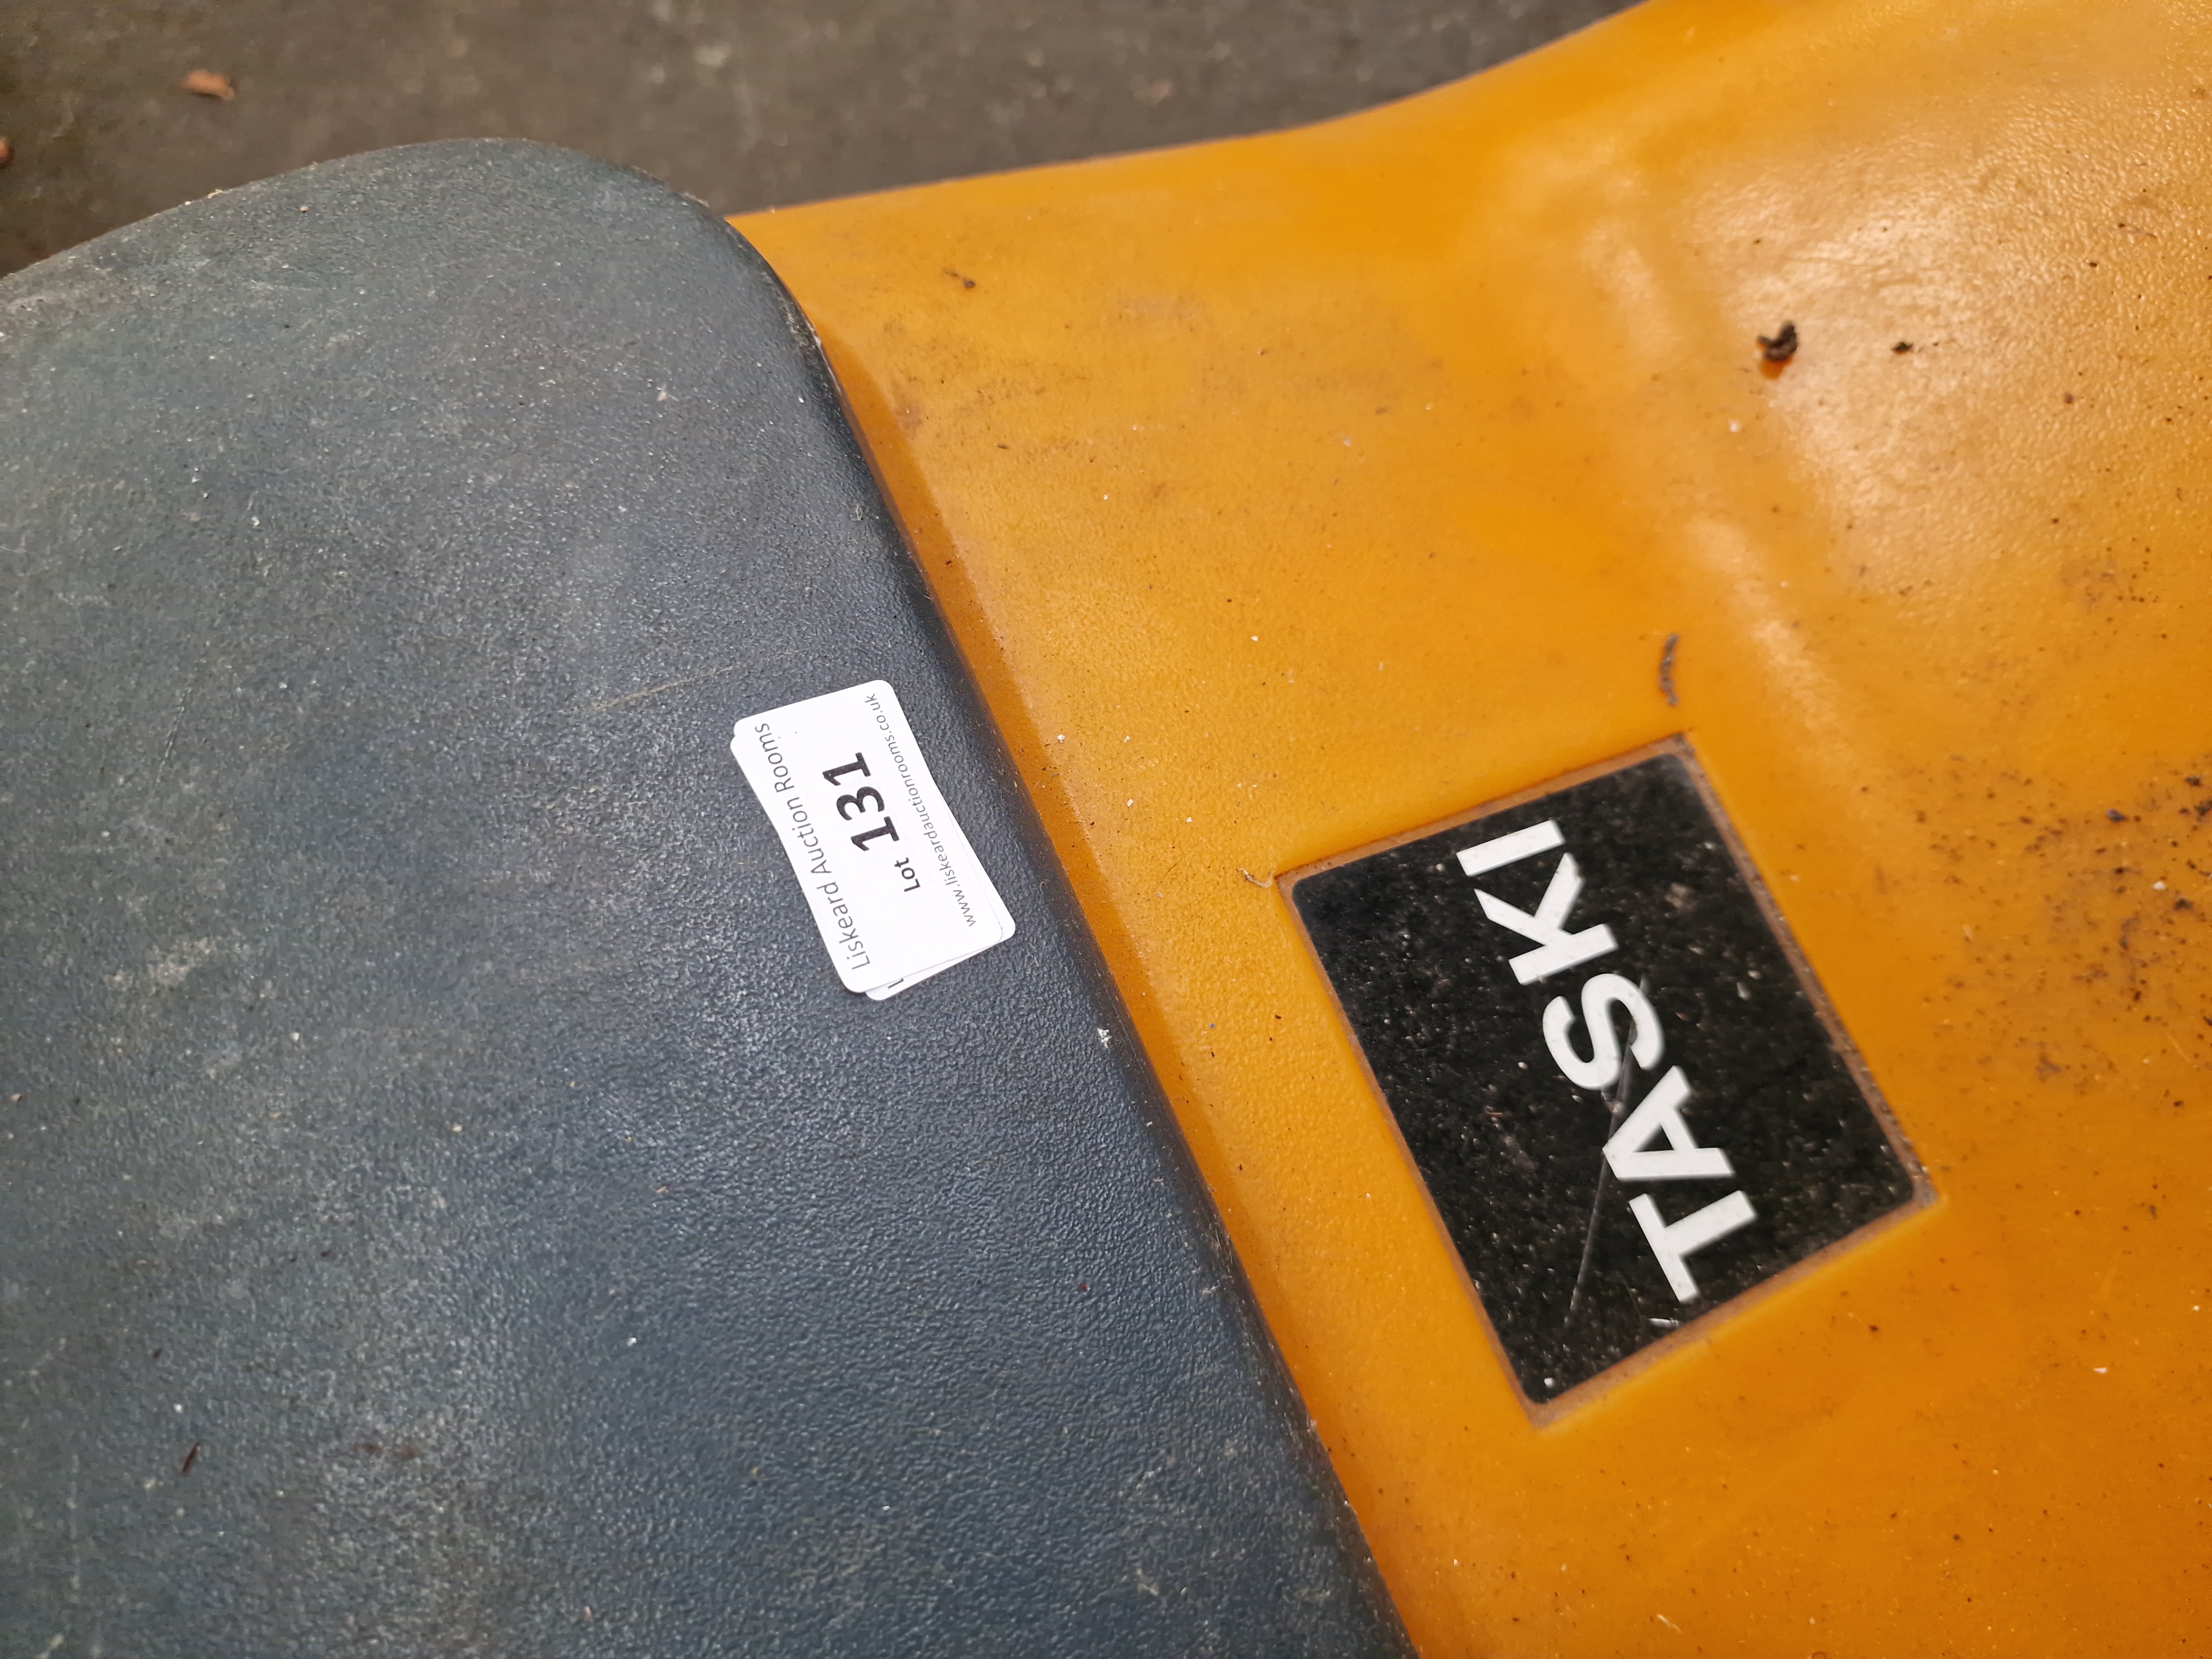 Liskeard Auction Rooms
Lot 131
www.liskeardauctionrooms.co.uk
TASKI